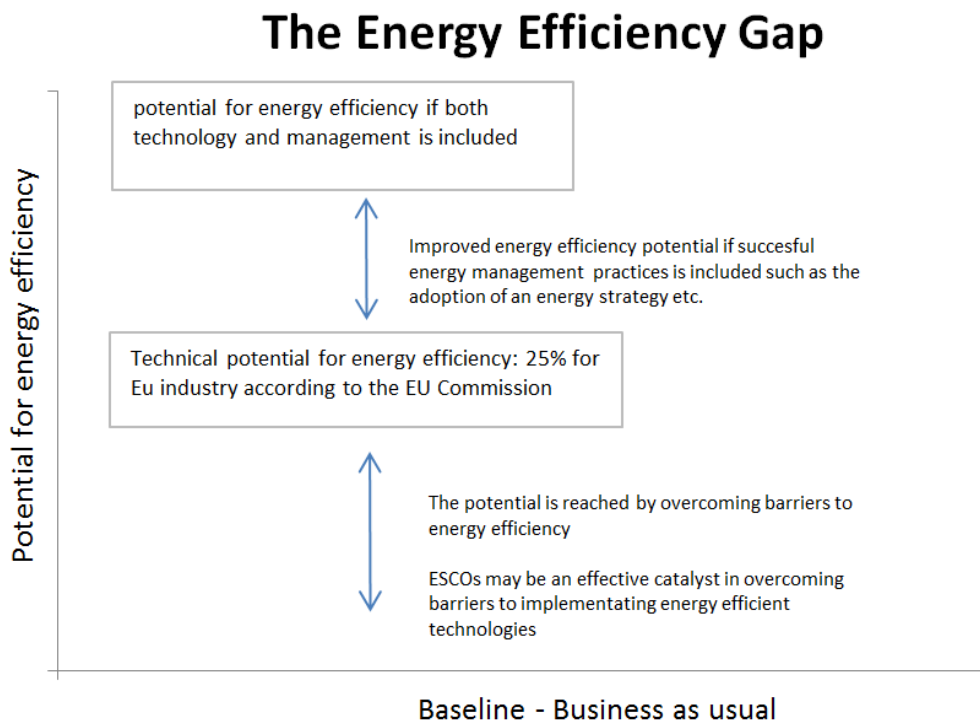 The Energy Efficiency Gap
potential for energy efficiency if both
technology and management is included
Improved energy efficiency potential if succesful
energy management practices is included such as the
adoption of an energy strategy etc.
Technical potential for energy efficiency: 25% for
Eu industry according to the EU Commission
The potential is reached by overcoming barriers to
energy efficiency
ESCOs may be an effective catalyst in overcoming
barriers to implementating energy efficient
technologies
Potential for energy efficiency
Baseline - Business as usual